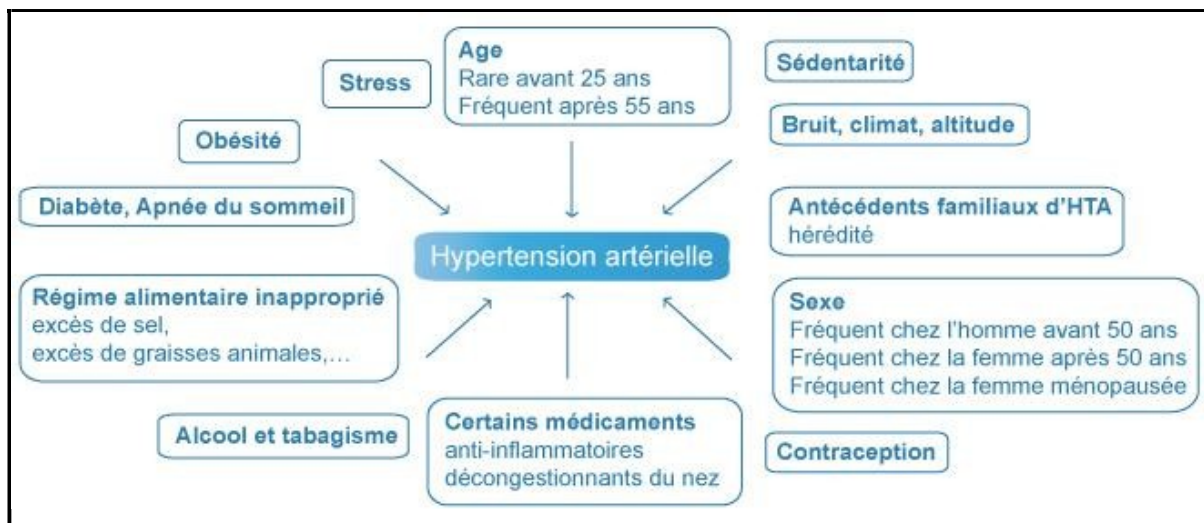 Age
Rare avant 25 ans
Fréquent après 55 ans
Sédentarité
Stress
Bruit, climat, altitude
Obésité
Diabète, Apnée du sommeil
Antécédents familiaux d'HTA
hérédité
Hypertension artérielle
Régime alimentaire inapproprié
excès de sel,
excès de graisses animales,...
Sexe
Fréquent chez l'homme avant 50 ans
Fréquent chez la femme après 50 ans
Fréquent chez la femme ménopausée
Alcool et tabagisme
Certains médicaments
anti-inflammatoires
décongestionnants du nez
Contraception